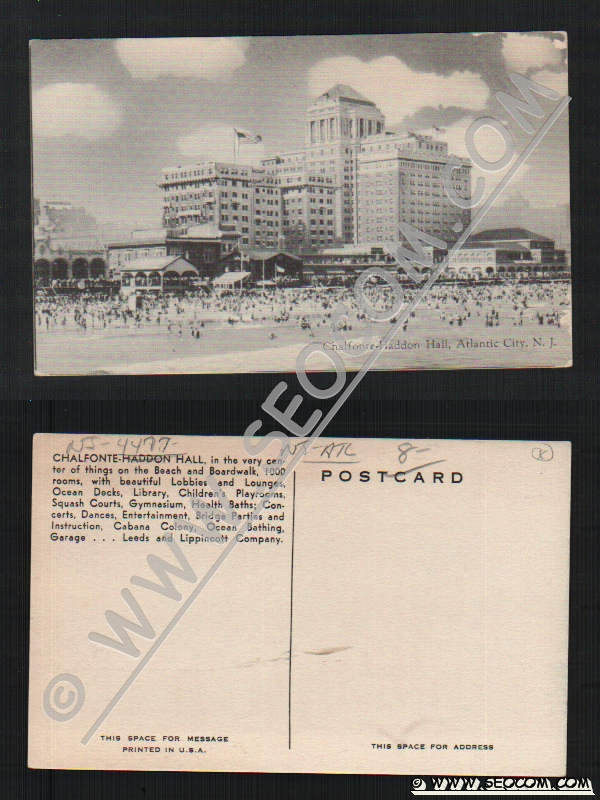 Chalfonte-Haddon Hall, Atlantic City, N. J.
© WWW.SEOCOM.COM
NJ-4477-
NJ-ATL
8-
K
CHALFONTE-HADDON HALL, in the very cen-
ter of things on the Beach and Boardwalk, 1000
rooms, with beautiful Lobbies and Lounges,
Ocean Decks, Library, Children's Playrooms,
Squash Courts, Gymnasium, Health Baths; Con-
certs, Dances, Entertainment, Bridge Parties and
Instruction, Cabana Colony, Ocean Bathing,
Garage . . . Leeds and Lippincott Company.
POSTCARD
THIS SPACE FOR MESSAGE
PRINTED IN U.S.A.
THIS SPACE FOR ADDRESS
© WWW.SEOCOM.COM